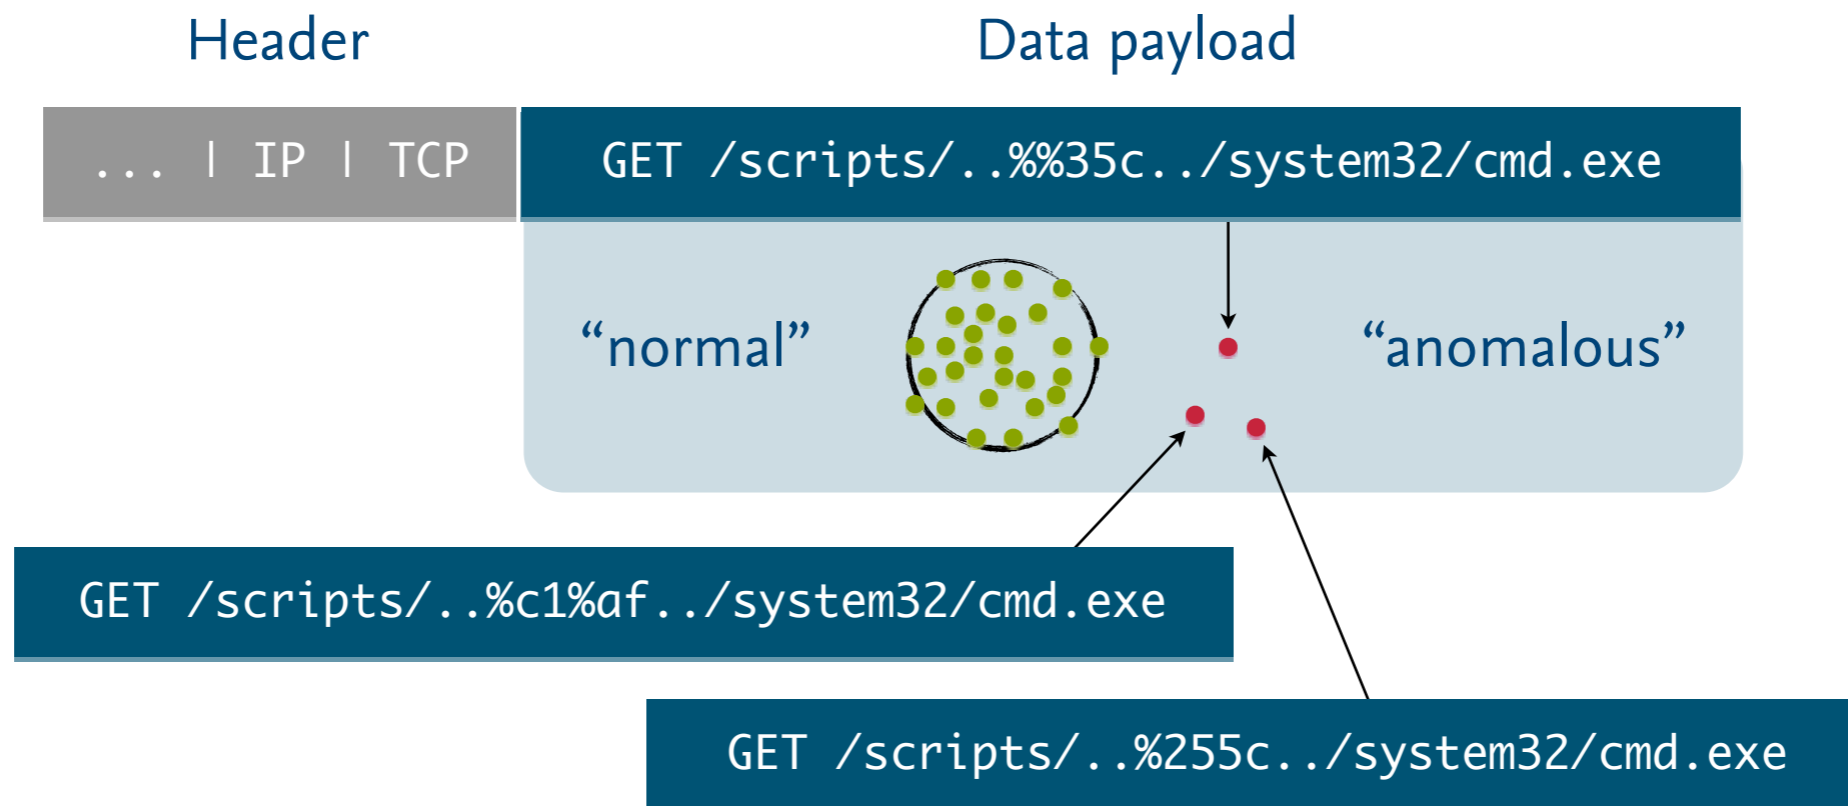 Header
Data payload
... | IP | TCP
GET /scripts/..%%35c../system32/cmd.exe
“normal”
“anomalous”
GET /scripts/..%c1%af../system32/cmd.exe
GET /scripts/..%255c../system32/cmd.exe